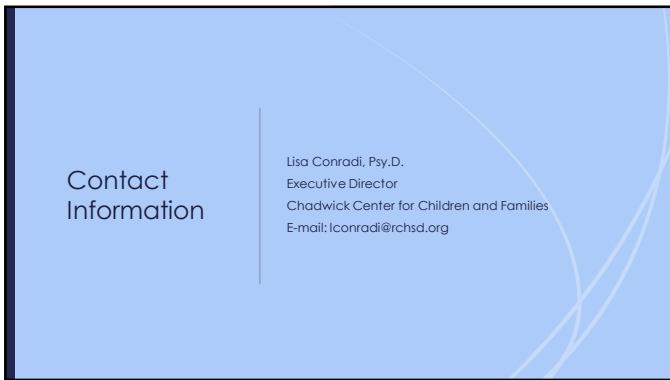 Contact
Information
Lisa Conradi, Psy.D.
Executive Director
Chadwick Center for Children and Families
E-mail: lconradi@rchsd.org